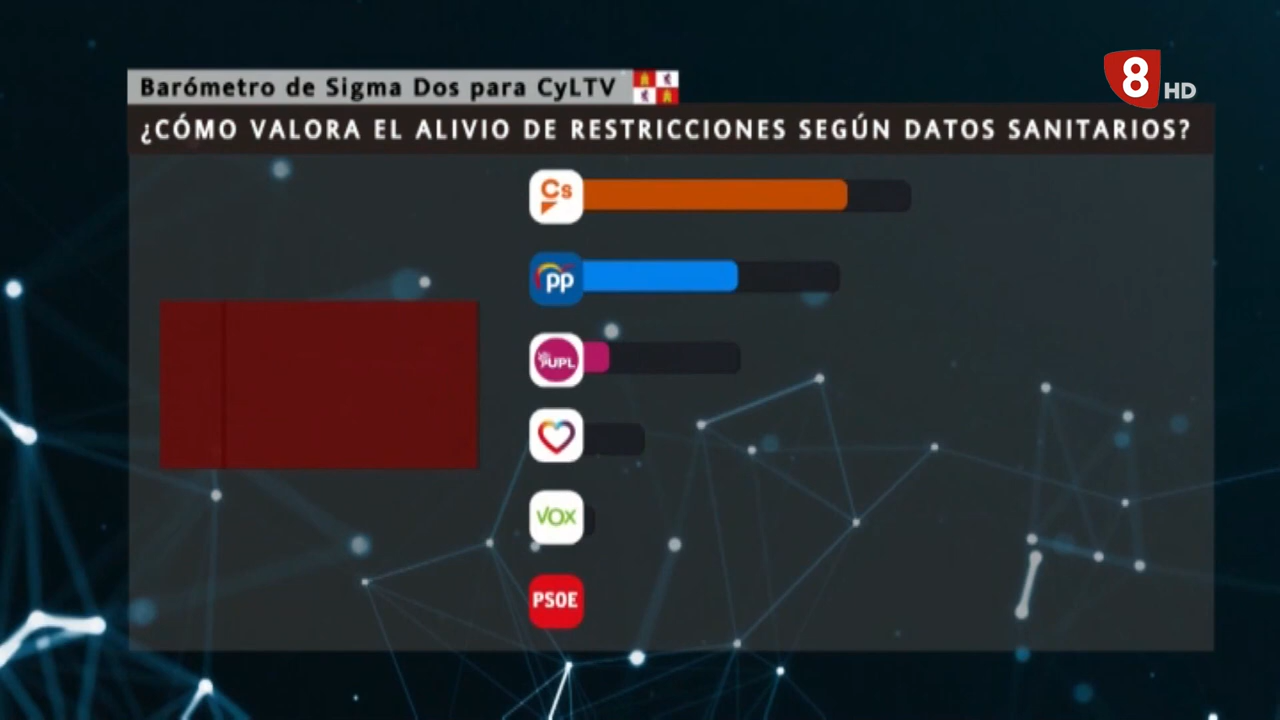 8 HD
Barómetro de Sigma Dos para CyLTV
¿CÓMO VALORA EL ALIVIO DE RESTRICCIONES SEGÚN DATOS SANITARIOS?
Cs
pp
UPL
VOX
PSOE